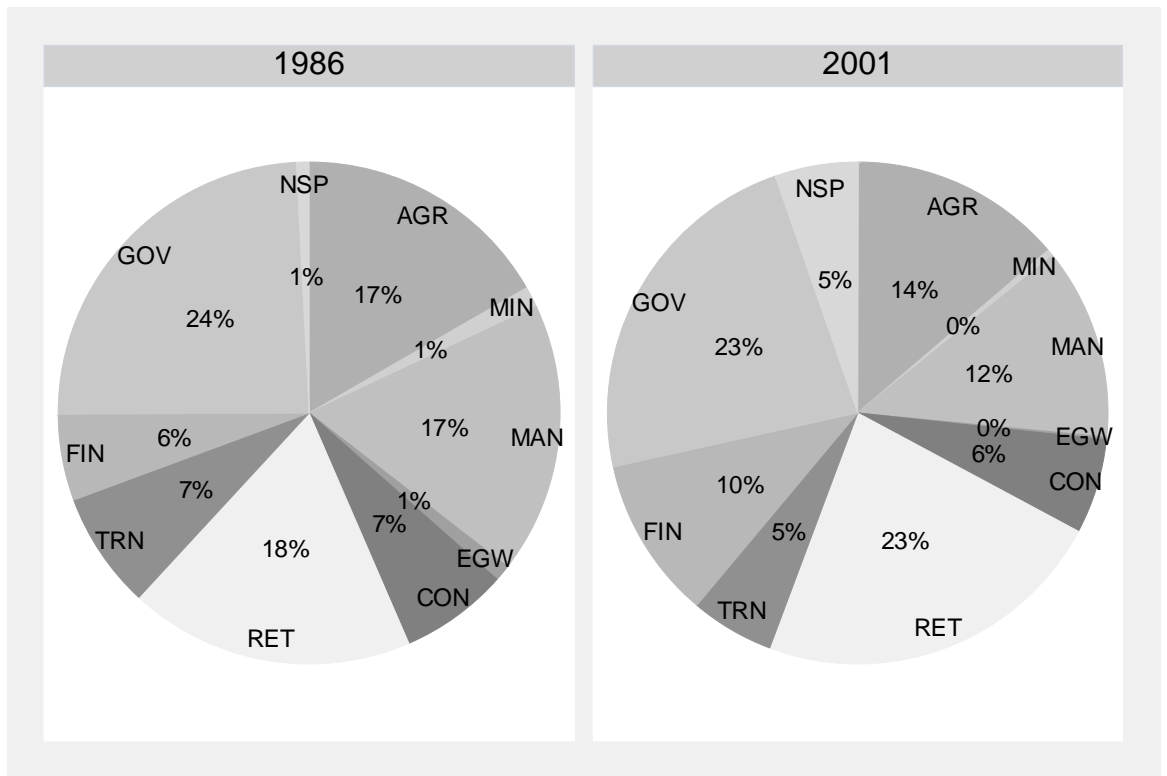 1986
NSP
AGR
GOV
1%
17%
MIN
24%
1%
17%
MAN
6%
FIN
7%
1%
7%
TRN
18%
EGW
CON
RET
2001
NSP
AGR
MIN
5%
14%
GOV
0%
MAN
23%
12%
0%
EGW
6%
CON
10%
FIN
5%
23%
TRN
RET